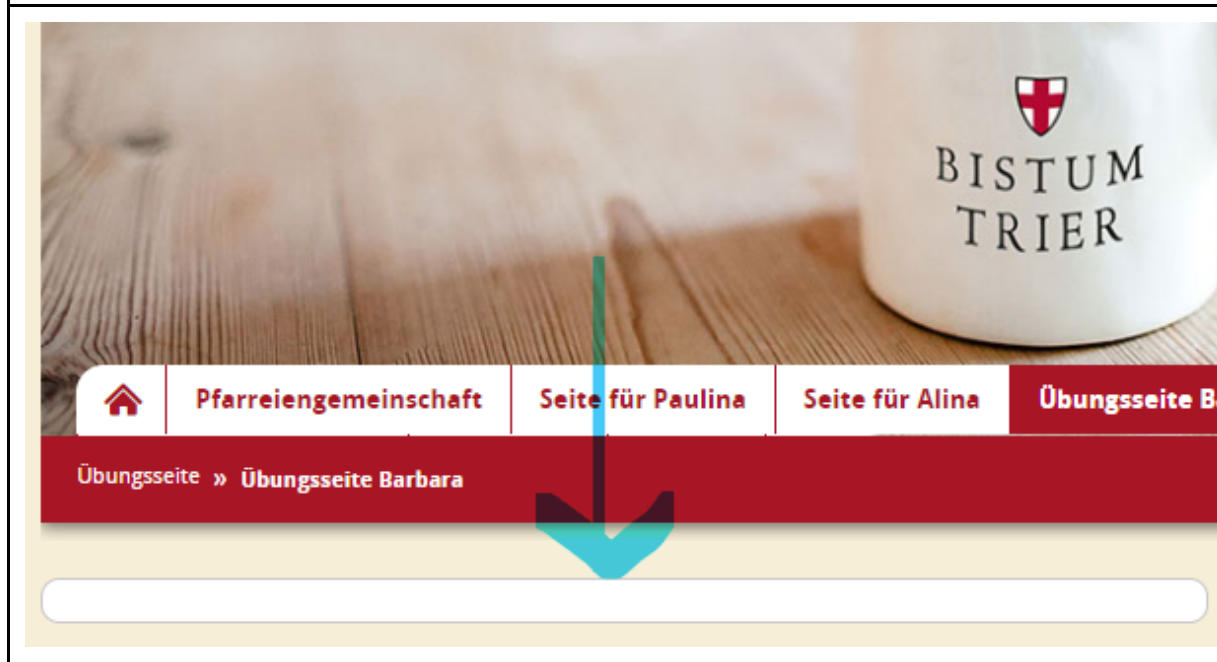 BISTUM
TRIER
Pfarreiengemeinschaft
Seite für Paulina
Seite für Alina
Übungsseite
Übungsseite » Übungsseite Barbara